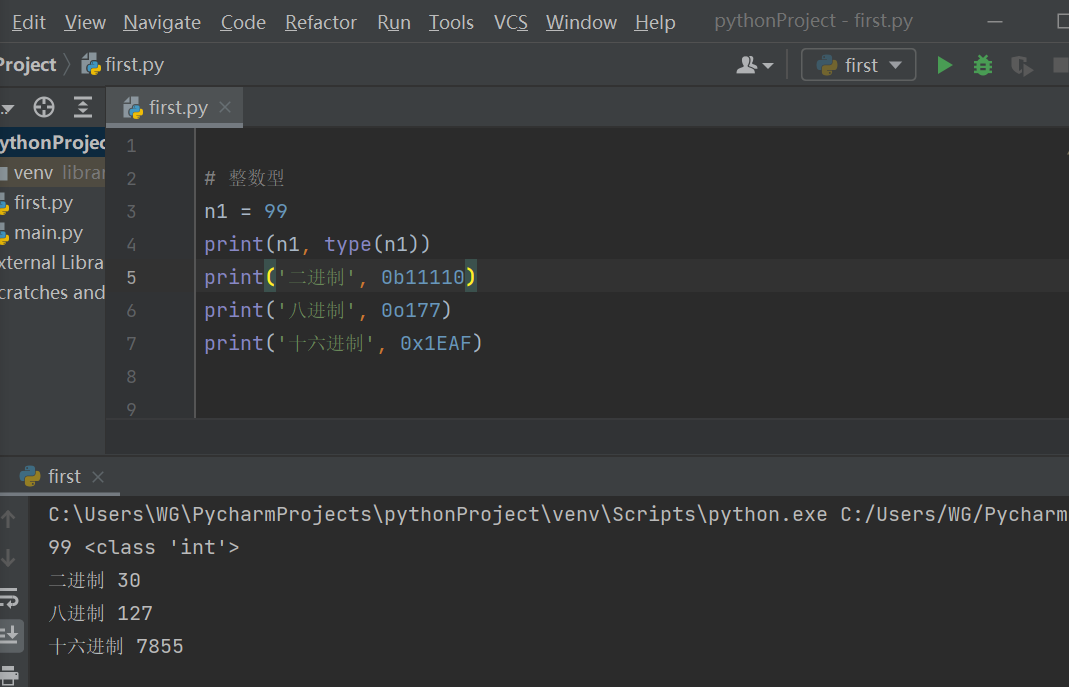 Edit View Navigate Code Refactor Run Tools VCS Window Help pythonProject - first.py
Project first.py first
first.py
ythonProjec
venv librar
first.py
main.py
xternal Libra
cratches and
1
2 # 整数型
3 n1 = 99
4 print(n1, type(n1))
5 print('二进制', 0b11110)
6 print('八进制', 0o177)
7 print('十六进制', 0x1EAF)
8
9
first
C:\Users\WG\PycharmProjects\pythonProject\venv\Scripts\python.exe C:/Users/WG/Pycharm
99 <class 'int'>
二进制 30
八进制 127
十六进制 7855